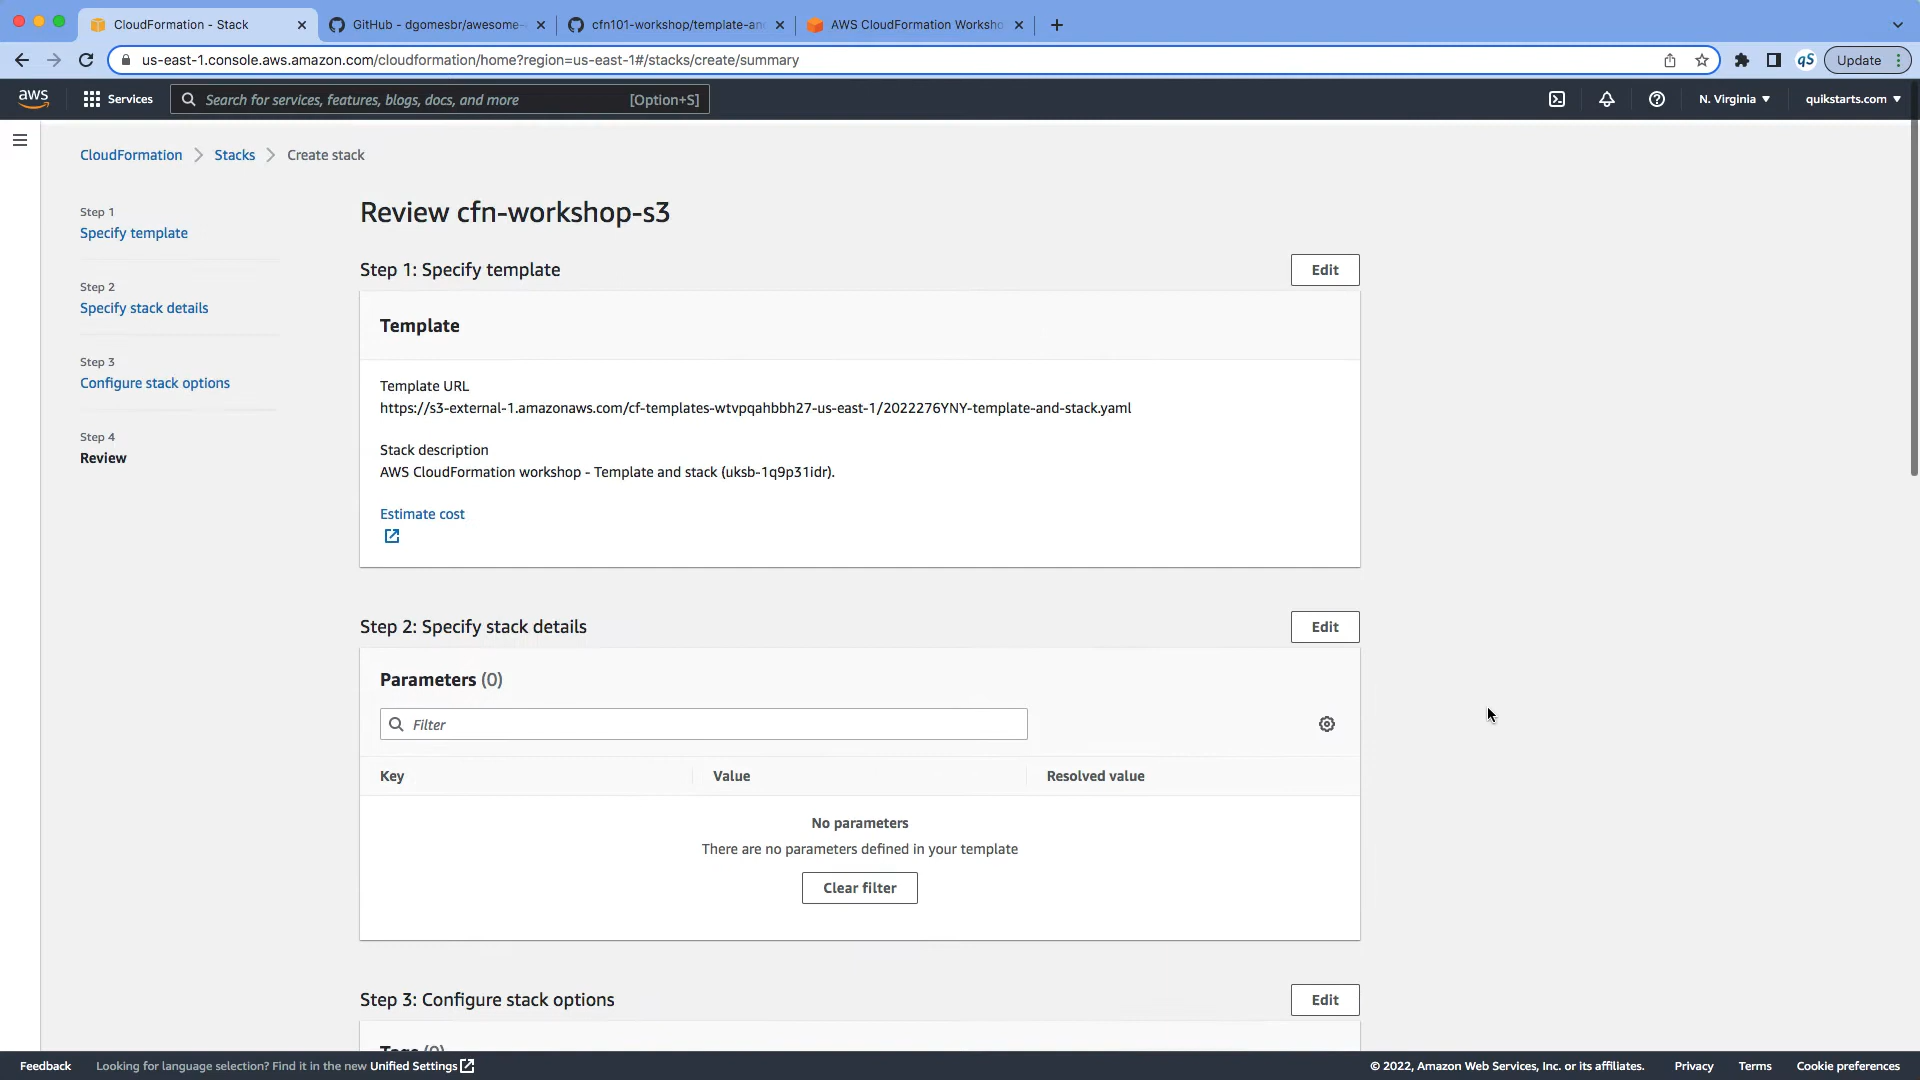 CloudFormation - Stack
GitHub - dgomesbr/awesome-
cfn101-workshop/template-an
AWS CloudFormation Worksho
us-east-1.console.aws.amazon.com/cloudformation/home?region=us-east-1#/stacks/create/summary
qS
Update
aws
Services
Search for services, features, blogs, docs, and more
[Option+S]
N. Virginia
quikstarts.com
CloudFormation
Stacks
Create stack
Step 1
Specify template
Step 2
Specify stack details
Step 3
Configure stack options
Step 4
Review
Review cfn-workshop-s3
Step 1: Specify template
Edit
Template
Template URL
https://s3-external-1.amazonaws.com/cf-templates-wtvpqahbbh27-us-east-1/2022276YNY-template-and-stack.yaml
Stack description
AWS CloudFormation workshop - Template and stack (uksb-1q9p31idr).
Estimate cost
Step 2: Specify stack details
Edit
Parameters (0)
Filter
Key
Value
Resolved value
No parameters
There are no parameters defined in your template
Clear filter
Step 3: Configure stack options
Edit
Tags (0)
Feedback
Looking for language selection? Find it in the new Unified Settings
© 2022, Amazon Web Services, Inc. or its affiliates.
Privacy
Terms
Cookie preferences